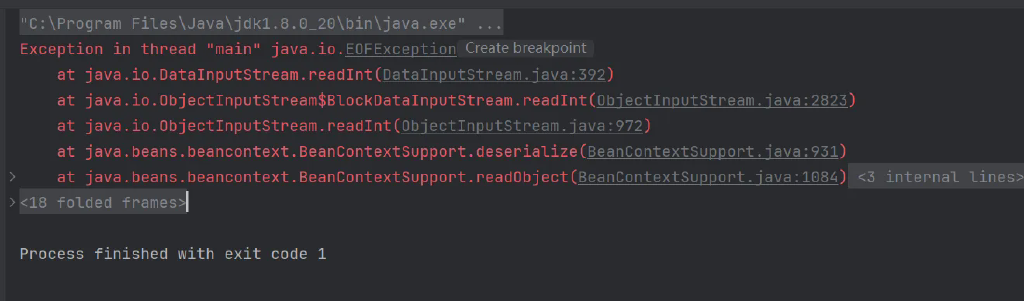 "C:\Program Files\Java\jdk1.8.0_20\bin\java.exe" ...
Exception in thread "main" java.io.EOFException Create breakpoint
at java.io.DataInputStream.readInt(DataInputStream.java:392)
at java.io.ObjectInputStream$BlockDataInputStream.readInt(ObjectInputStream.java:2823)
at java.io.ObjectInputStream.readInt(ObjectInputStream.java:972)
at java.beans.beancontext.BeanContextSupport.deserialize(BeanContextSupport.java:931)
at java.beans.beancontext.BeanContextSupport.readObject(BeanContextSupport.java:1084) <3 internal lines>
<18 folded frames>
Process finished with exit code 1